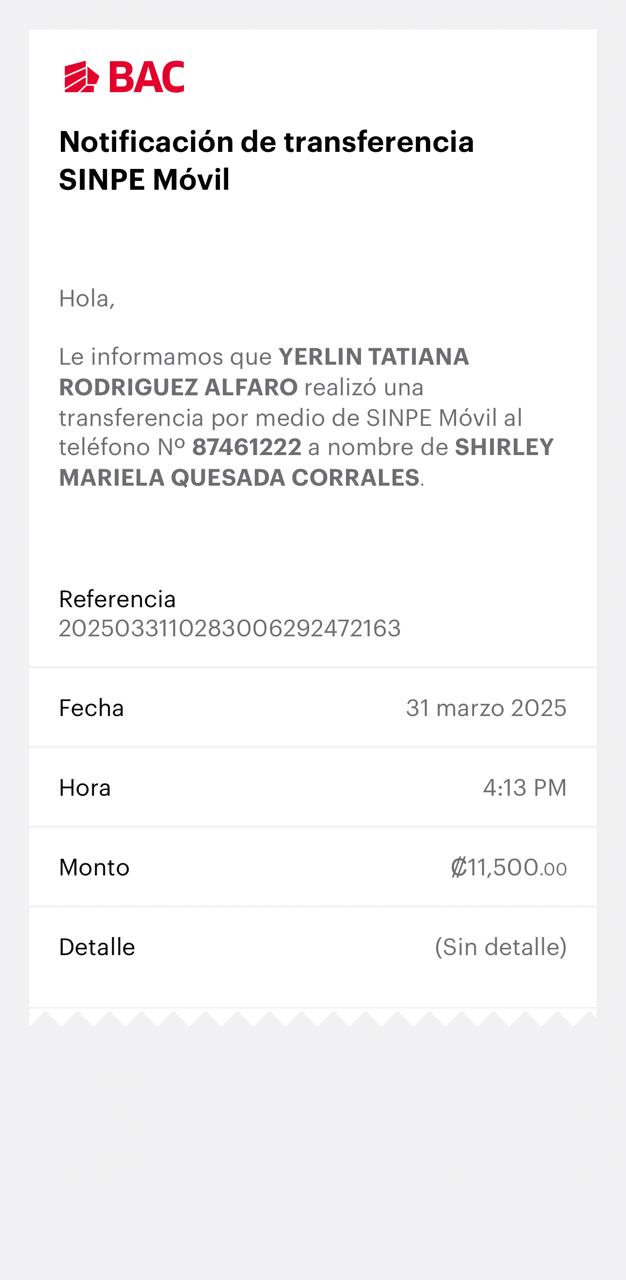 BAC
Notificación de transferencia
SINPE Móvil
Hola,
Le informamos que YERLIN TATIANA
RODRIGUEZ ALFARO realizó una
transferencia por medio de SINPE Móvil al
teléfono Nº 87461222 a nombre de SHIRLEY
MARIELA QUESADA CORRALES.
Referencia
2025033110283006292472163
Fecha 31 marzo 2025
Hora 4:13 PM
Monto ₡11,500.00
Detalle (Sin detalle)